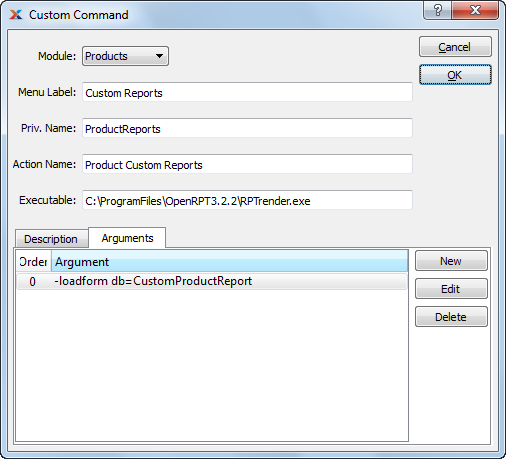 Custom Command
Module: Products
Cancel
OK
Menu Label: Custom Reports
Priv. Name: ProductReports
Action Name: Product Custom Reports
Executable: C:\ProgramFiles\OpenRPT3.2.2\RPTrender.exe
Description Arguments
Order Argument
0 -loadform db=CustomProductReport
New
Edit
Delete